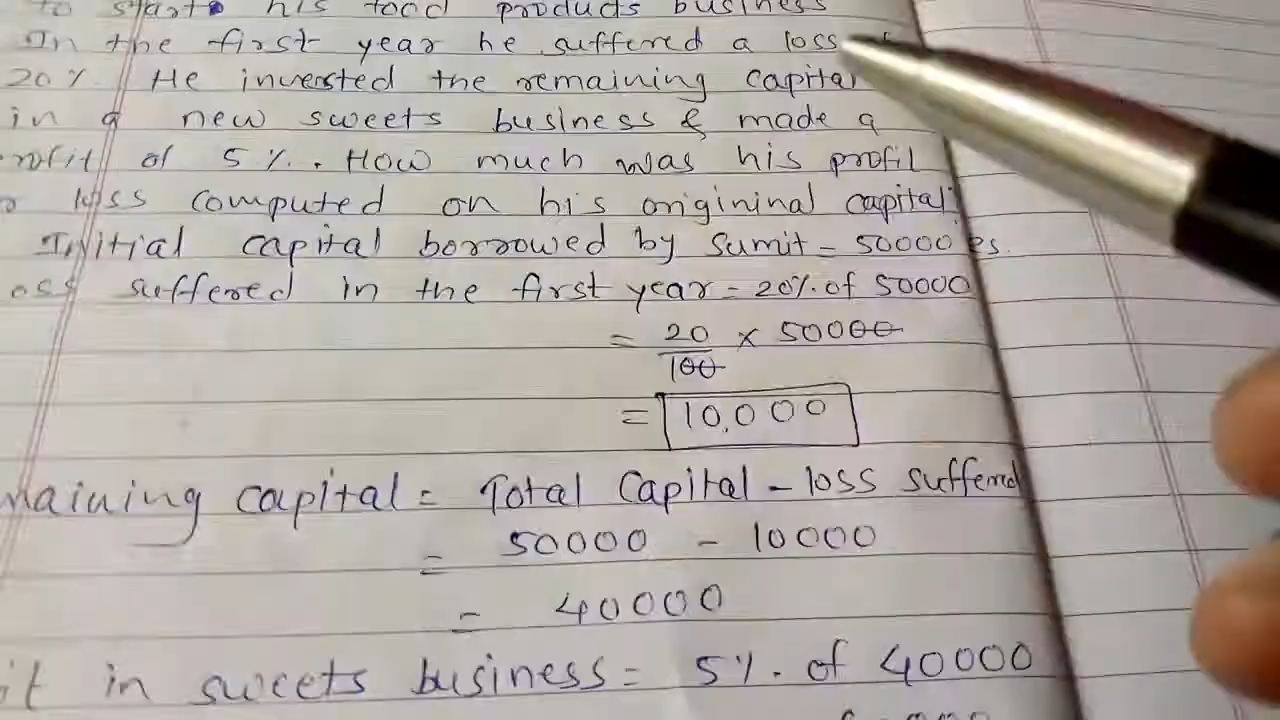 to start his food products business
In the first year he suffered a loss
20%. He invested the remaining capital
in a new sweets business & made a
of 5%. How much was his profit
loss computed on his origininal capital.
Initial capital borrowed by Sumit = 50000 Rs.
suffered in the first year = 20% of 50000
= 20/100 × 50000
= 10,000
capital = Total Capital - loss suffered
= 50000 - 10000
= 40000
in sweets business = 5%. of 40000